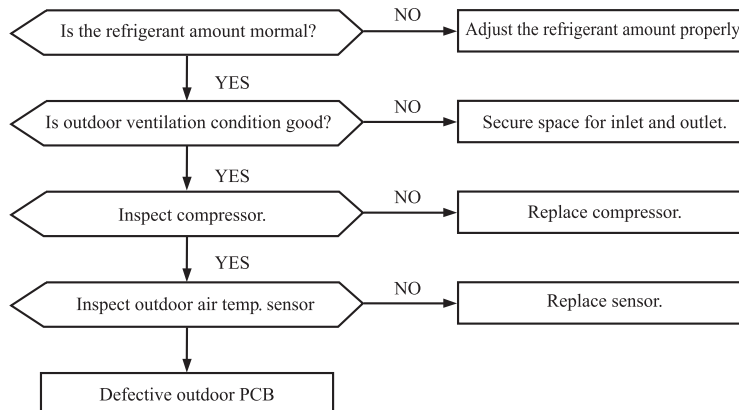 Is the refrigerant amount mormal?
NO
Adjust the refrigerant amount properly
YES
Is outdoor ventilation condition good?
NO
Secure space for inlet and outlet.
YES
Inspect compressor.
NO
Replace compressor.
YES
Inspect outdoor air temp. sensor
NO
Replace sensor.
Defective outdoor PCB